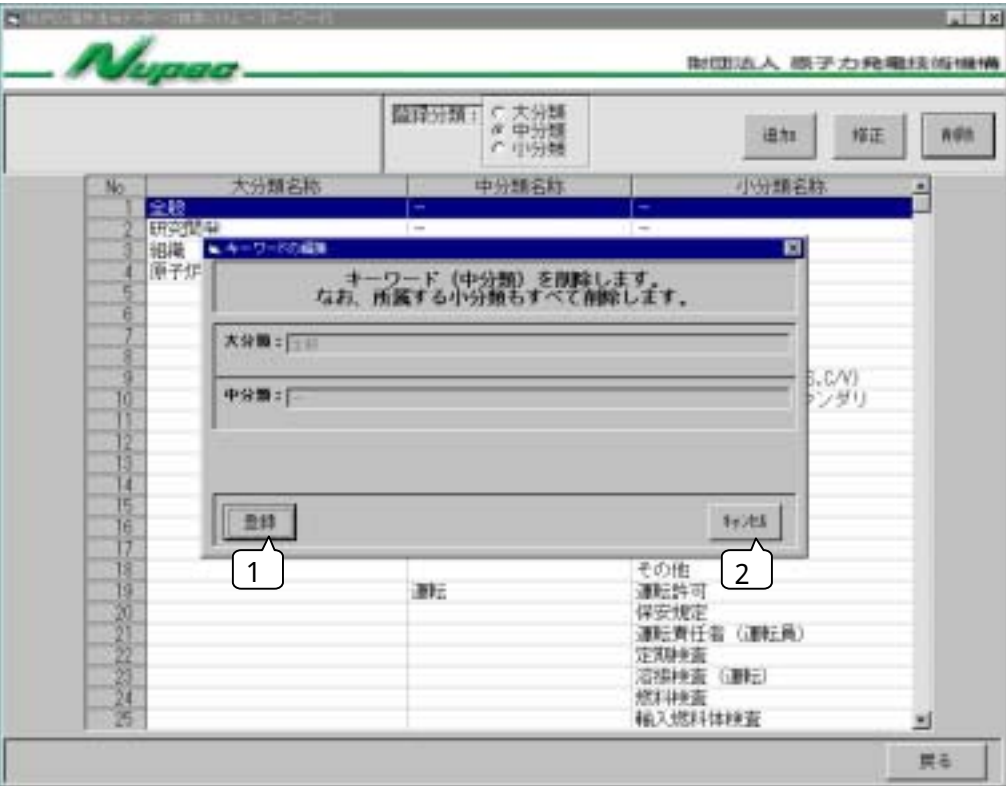 Nupec
財団法人 原子力発電技術機構
登録分類：
大分類
中分類
小分類
追加 修正 削除
No 大分類名称 中分類名称 小分類名称
1 全般 － －
2 研究開発 － －
3 組織
4 原子炉
5
6
7
8
9 S,C/V)
10 ウンダリ
11
12
13
14
15
16
17
18 その他
19 運転 運転許可
20 保安規定
21 運転責任者（運転員）
22 定期検査
23 溶接検査（運転）
24 燃料検査
25 輸入燃料体検査
キーワードの編集
キーワード（中分類）を削除します。
なお、所属する小分類もすべて削除します。
大分類： 全般
中分類： －
登録 キャンセル
1 2
戻る